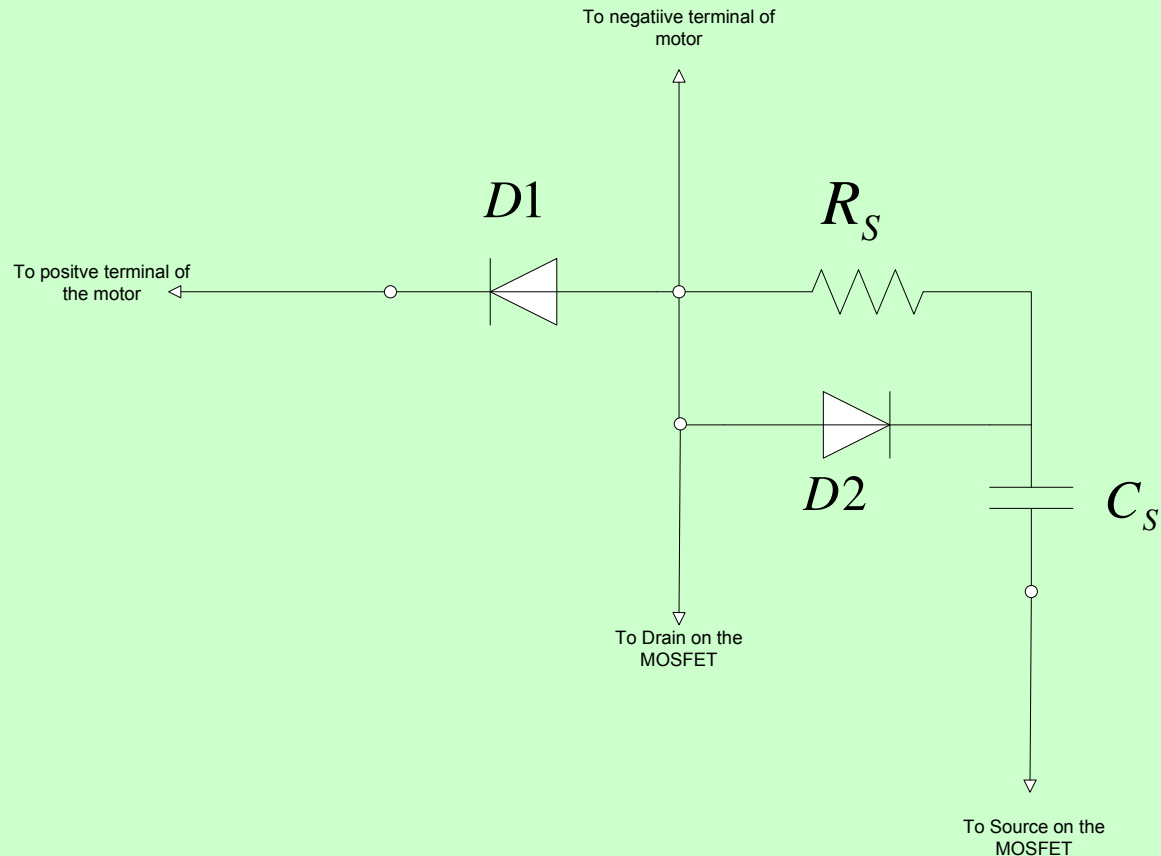 To negatiive terminal of
motor
D1
R_S
To positve terminal of
the motor
D2
C_S
To Drain on the
MOSFET
To Source on the
MOSFET